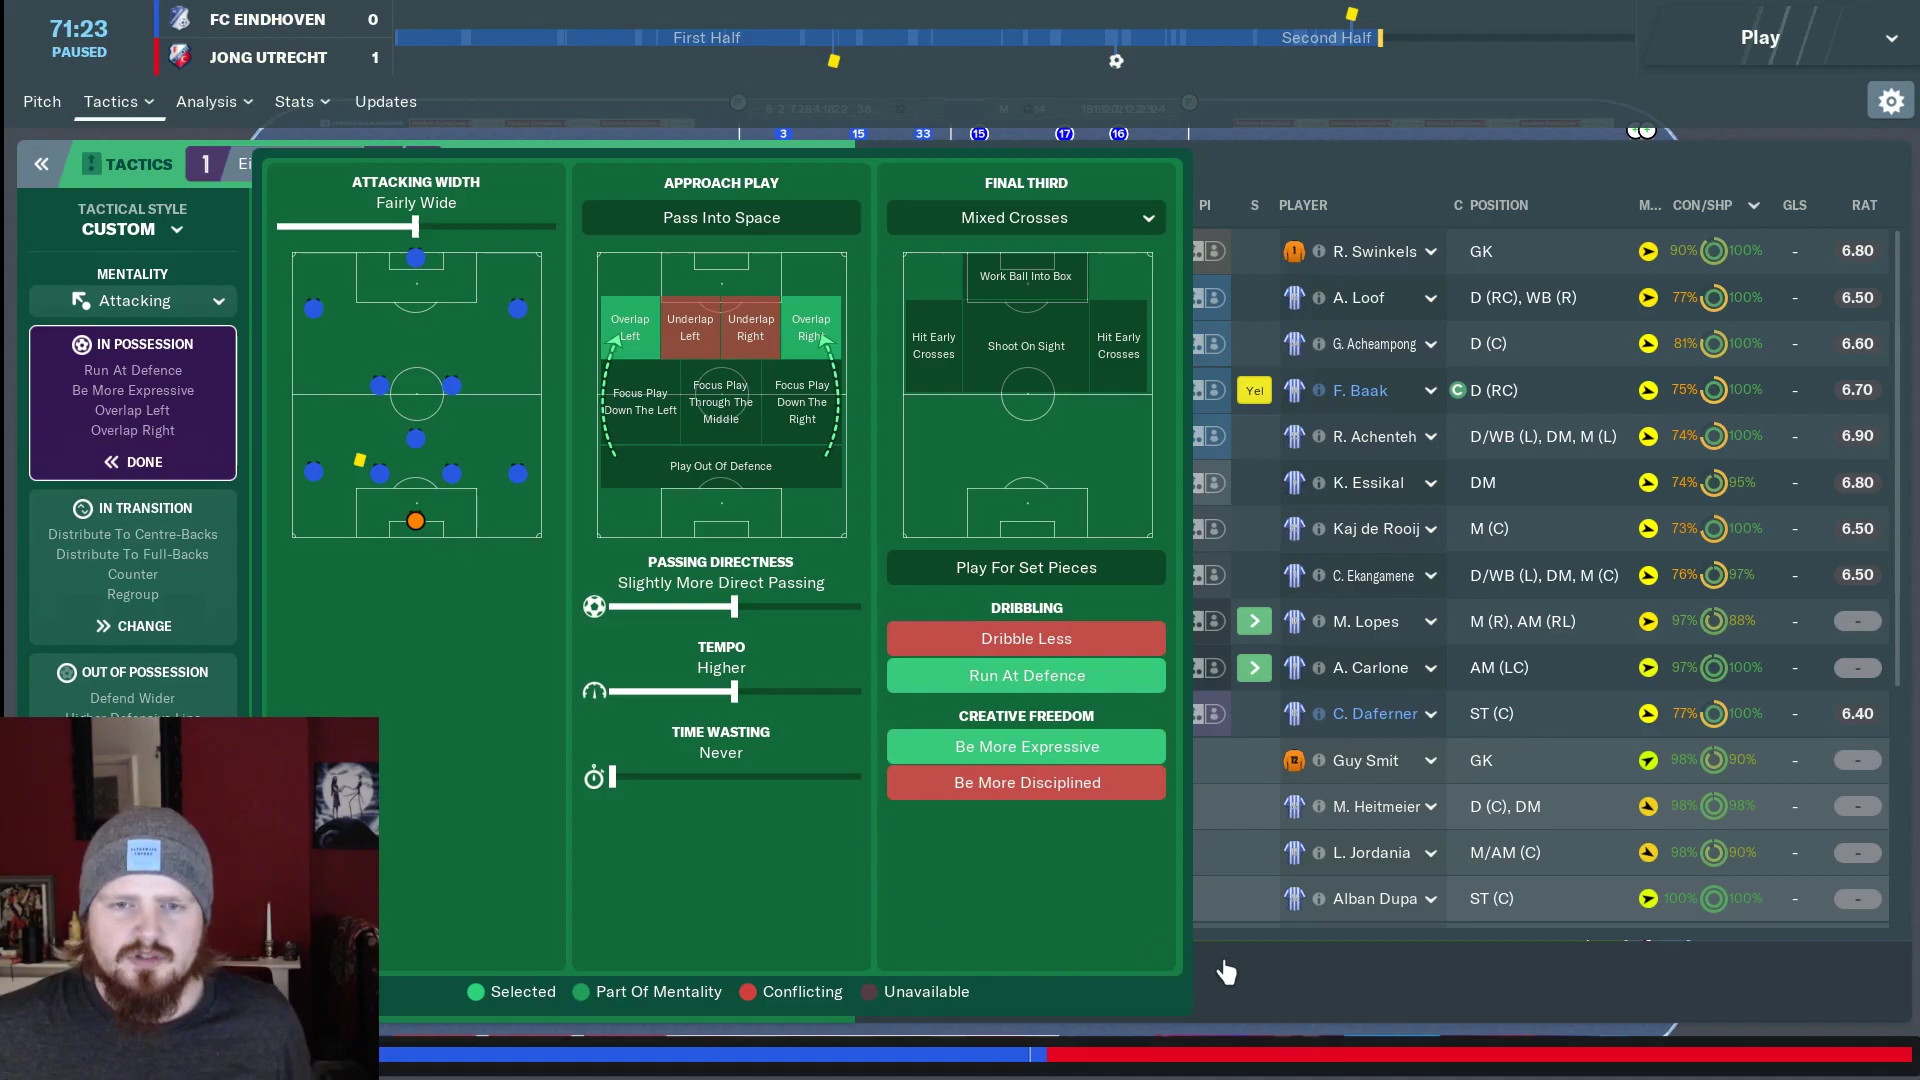 71:23
PAUSED
FC EINDHOVEN 0
JONG UTRECHT 1
First Half
Second Half
Play
Pitch
Tactics
Analysis
Stats
Updates
3 15 33 15 17 16
TACTICS
1 Ei
TACTICAL STYLE
CUSTOM
MENTALITY
Attacking
IN POSSESSION
Run At Defence
Be More Expressive
Overlap Left
Overlap Right
DONE
IN TRANSITION
Distribute To Centre-Backs
Distribute To Full-Backs
Counter
Regroup
CHANGE
OUT OF POSSESSION
Defend Wider
ATTACKING WIDTH
Fairly Wide
APPROACH PLAY
Pass Into Space
Overlap Left
Underlap Left
Underlap Right
Overlap Right
Focus Play Down The Left
Focus Play Through The Middle
Focus Play Down The Right
Play Out Of Defence
PASSING DIRECTNESS
Slightly More Direct Passing
TEMPO
Higher
TIME WASTING
Never
FINAL THIRD
Mixed Crosses
Work Ball Into Box
Hit Early Crosses
Shoot On Sight
Hit Early Crosses
Play For Set Pieces
DRIBBLING
Dribble Less
Run At Defence
CREATIVE FREEDOM
Be More Expressive
Be More Disciplined
Selected
Part Of Mentality
Conflicting
Unavailable
PI S PLAYER C POSITION M... CON/SHP GLS RAT
1 R. Swinkels GK 90% 100% - 6.80
A. Loof D (RC), WB (R) 77% 100% - 6.50
G. Acheampong D (C) 81% 100% - 6.60
Yel F. Baak C D (RC) 75% 100% - 6.70
R. Achenteh D/WB (L), DM, M (L) 74% 100% - 6.90
K. Essikal DM 74% 95% - 6.80
Kaj de Rooij M (C) 73% 100% - 6.50
C. Ekangamene D/WB (L), DM, M (C) 76% 97% - 6.50
M. Lopes M (R), AM (RL) 97% 88% - -
A. Carlone AM (LC) 97% 100% - -
C. Daferner ST (C) 77% 100% - 6.40
12 Guy Smit GK 98% 90% - -
M. Heitmeier D (C), DM 98% 98% - -
L. Jordania M/AM (C) 98% 90% - -
Alban Dupa ST (C) 100% 100% - -